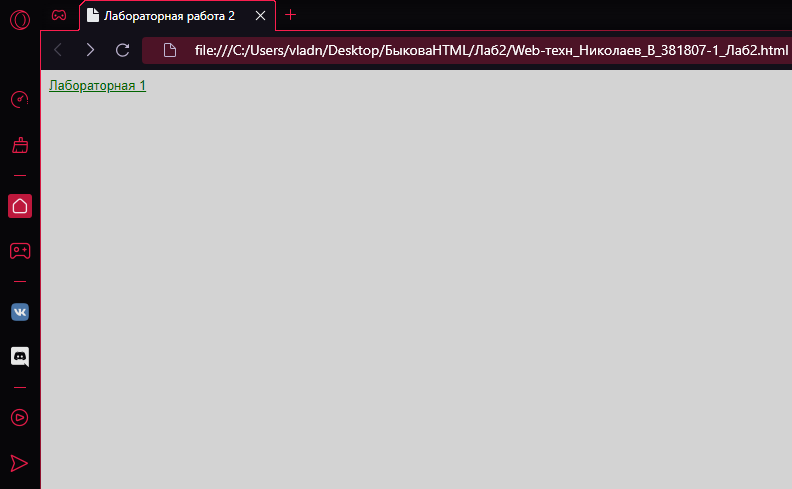 Лабораторная работа 2
file:///C:/Users/vladn/Desktop/БыковаHTML/Лаб2/Web-техн_Николаев_В_381807-1_Лаб2.html
Лабораторная 1